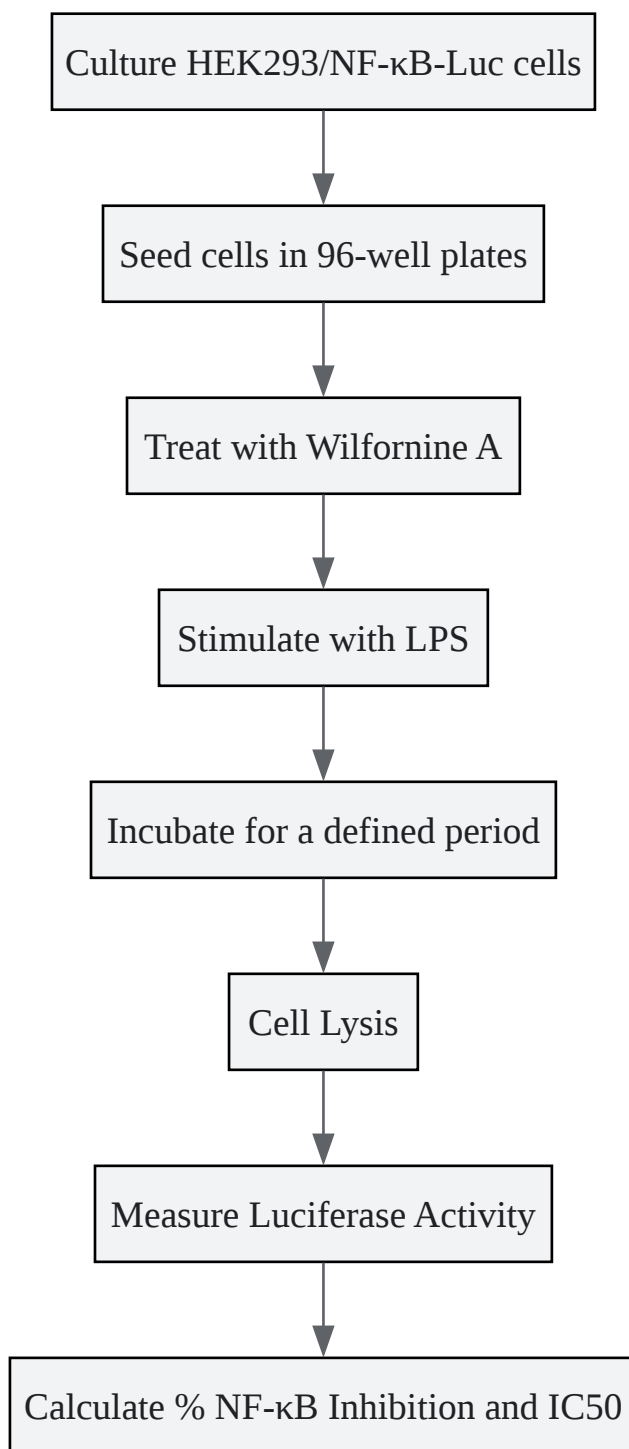 Culture HEK293/NF-κB-Luc cells
Seed cells in 96-well plates
Treat with Wilfornine A
Stimulate with LPS
Incubate for a defined period
Cell Lysis
Measure Luciferase Activity
Calculate % NF-κB Inhibition and IC50